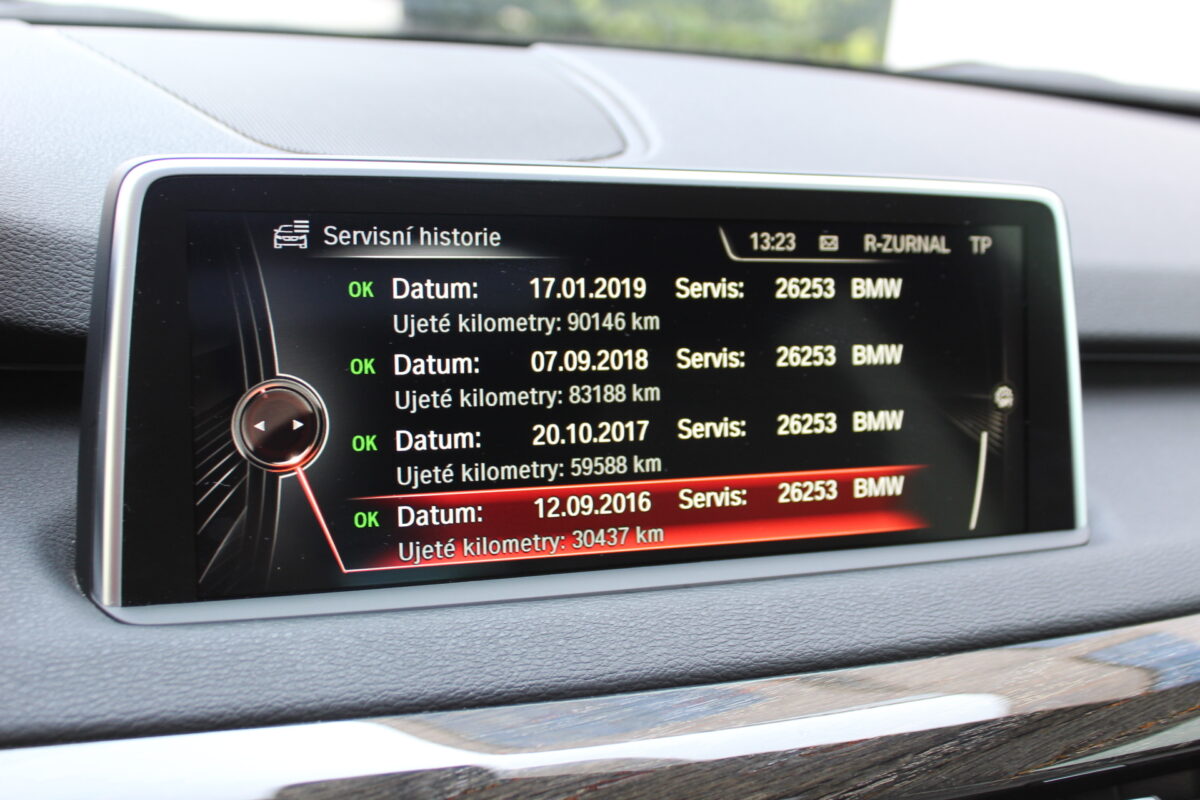 Servisní historie 13:23 R-ZURNAL TP
OK Datum: 17.01.2019 Servis: 26253 BMW
Ujeté kilometry: 90146 km
OK Datum: 07.09.2018 Servis: 26253 BMW
Ujeté kilometry: 83188 km
OK Datum: 20.10.2017 Servis: 26253 BMW
Ujeté kilometry: 59588 km
OK Datum: 12.09.2016 Servis: 26253 BMW
Ujeté kilometry: 30437 km